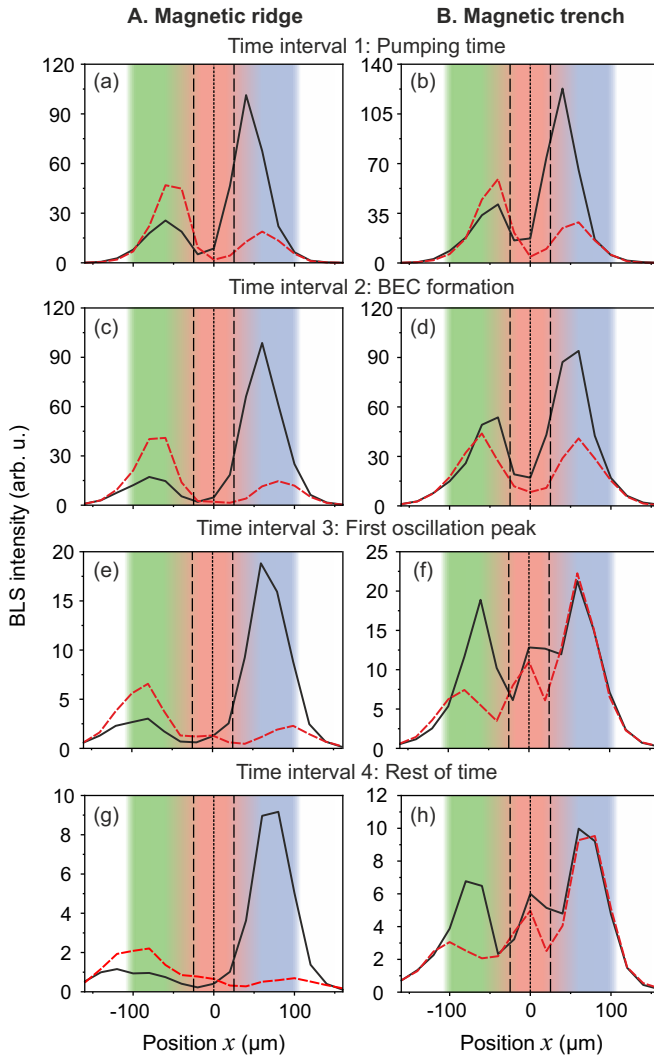 A. Magnetic ridge
B. Magnetic trench
Time interval 1: Pumping time
(a)
120
90
60
30
0
(b)
140
105
70
35
0
Time interval 2: BEC formation
(c)
120
90
60
30
0
(d)
120
90
60
30
0
Time interval 3: First oscillation peak
(e)
20
15
10
5
0
(f)
25
20
15
10
5
0
Time interval 4: Rest of time
(g)
10
8
6
4
2
0
(h)
12
10
8
6
4
2
0
-100 0 100
-100 0 100
Position x (μm)
Position x (μm)
BLS intensity (arb. u.)